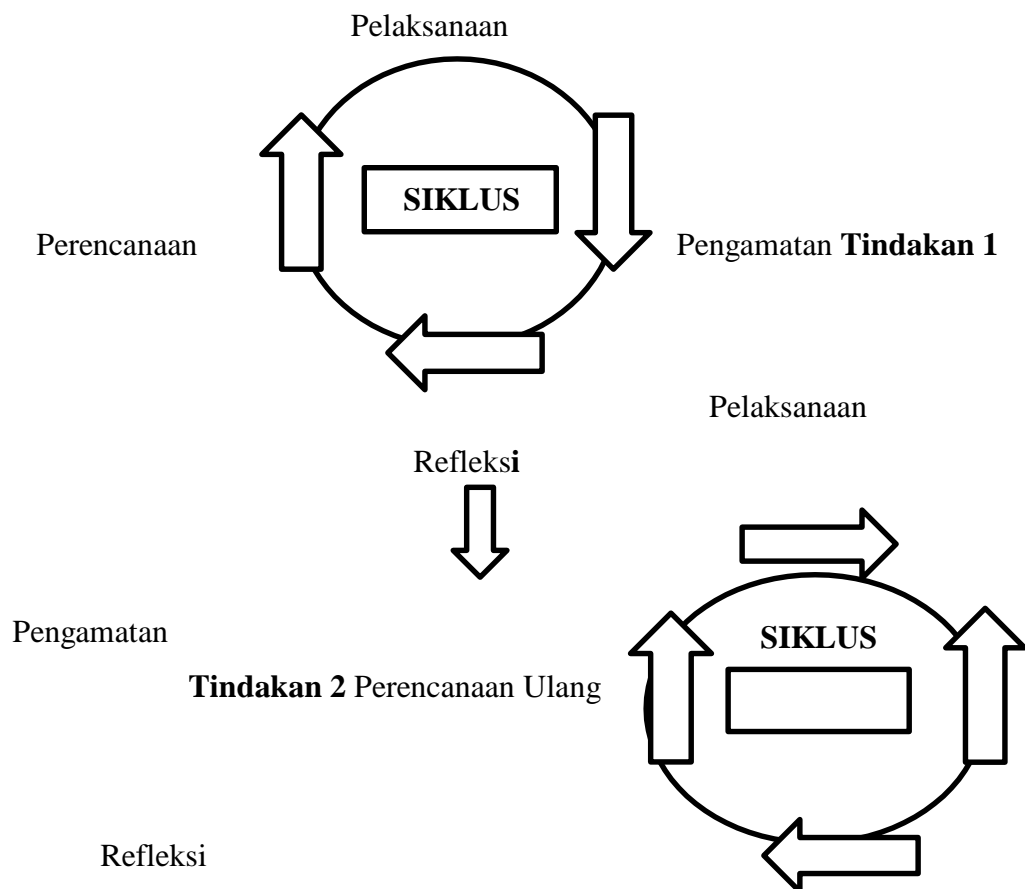 Pelaksanaan
SIKLUS
Perencanaan
Pengamatan Tindakan 1
Pelaksanaan
Refleksi
Pengamatan
SIKLUS
Tindakan 2 Perencanaan Ulang
Refleksi